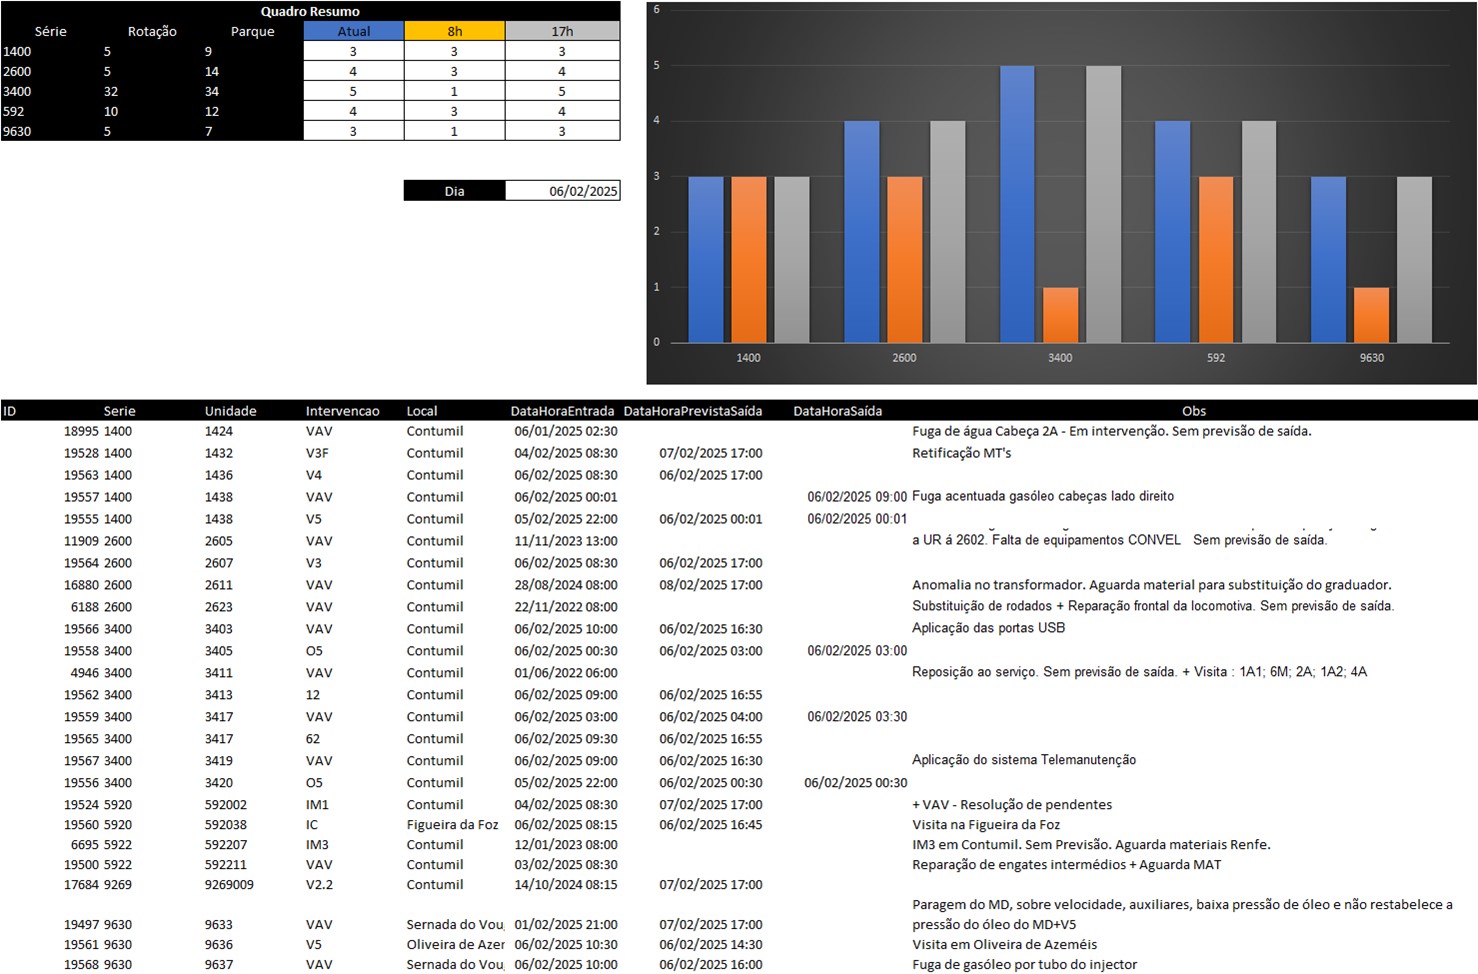 Quadro Resumo
Série Rotação Parque Atual 8h 17h
1400 5 9 3 3 3
2600 5 14 4 3 4
3400 32 34 5 1 5
592 10 12 4 3 4
9630 5 7 3 1 3
Dia 06/02/2025
6
5
4
3
2
1
0
1400 2600 3400 592 9630
ID Serie Unidade Intervencao Local DataHoraEntrada DataHoraPrevistaSaída DataHoraSaída Obs
18995 1400 1424 VAV Contumil 06/01/2025 02:30 Fuga de água Cabeça 2A - Em intervenção. Sem previsão de saída.
19528 1400 1432 V3F Contumil 04/02/2025 08:30 07/02/2025 17:00 Retificação MT's
19563 1400 1436 V4 Contumil 06/02/2025 08:30 06/02/2025 17:00
19557 1400 1438 VAV Contumil 06/02/2025 00:01 06/02/2025 09:00 Fuga acentuada gasóleo cabeças lado direito
19555 1400 1438 V5 Contumil 05/02/2025 22:00 06/02/2025 00:01 06/02/2025 00:01
11909 2600 2605 VAV Contumil 11/11/2023 13:00 a UR á 2602. Falta de equipamentos CONVEL Sem previsão de saída.
19564 2600 2607 V3 Contumil 06/02/2025 08:30 06/02/2025 17:00
16880 2600 2611 VAV Contumil 28/08/2024 08:00 08/02/2025 17:00 Anomalia no transformador. Aguarda material para substituição do graduador.
6188 2600 2623 VAV Contumil 22/11/2022 08:00 Substituição de rodados + Reparação frontal da locomotiva. Sem previsão de saída.
19566 3400 3403 VAV Contumil 06/02/2025 10:00 06/02/2025 16:30 Aplicação das portas USB
19558 3400 3405 O5 Contumil 06/02/2025 00:30 06/02/2025 03:00 06/02/2025 03:00
4946 3400 3411 VAV Contumil 01/06/2022 06:00 Reposição ao serviço. Sem previsão de saída. + Visita : 1A1; 6M; 2A; 1A2; 4A
19562 3400 3413 12 Contumil 06/02/2025 09:00 06/02/2025 16:55
19559 3400 3417 VAV Contumil 06/02/2025 03:00 06/02/2025 04:00 06/02/2025 03:30
19565 3400 3417 62 Contumil 06/02/2025 09:30 06/02/2025 16:55
19567 3400 3419 VAV Contumil 06/02/2025 09:00 06/02/2025 16:30 Aplicação do sistema Telemanutenção
19556 3400 3420 O5 Contumil 05/02/2025 22:00 06/02/2025 00:30 06/02/2025 00:30
19524 5920 592002 IM1 Contumil 04/02/2025 08:30 07/02/2025 17:00 + VAV - Resolução de pendentes
19560 5920 592038 IC Figueira da Foz 06/02/2025 08:15 06/02/2025 16:45 Visita na Figueira da Foz
6695 5922 592207 IM3 Contumil 12/01/2023 08:00 IM3 em Contumil. Sem Previsão. Aguarda materiais Renfe.
19500 5922 592211 VAV Contumil 03/02/2025 08:30 Reparação de engates intermédios + Aguarda MAT
17684 9269 9269009 V2.2 Contumil 14/10/2024 08:15 07/02/2025 17:00
Paragem do MD, sobre velocidade, auxiliares, baixa pressão de óleo e não restabelece a
19497 9630 9633 VAV Sernada do Vou 01/02/2025 21:00 07/02/2025 17:00 pressão do óleo do MD+V5
19561 9630 9636 V5 Oliveira de Azer 06/02/2025 10:30 06/02/2025 14:30 Visita em Oliveira de Azeméis
19568 9630 9637 VAV Sernada do Vou 06/02/2025 10:00 06/02/2025 16:00 Fuga de gasóleo por tubo do injector